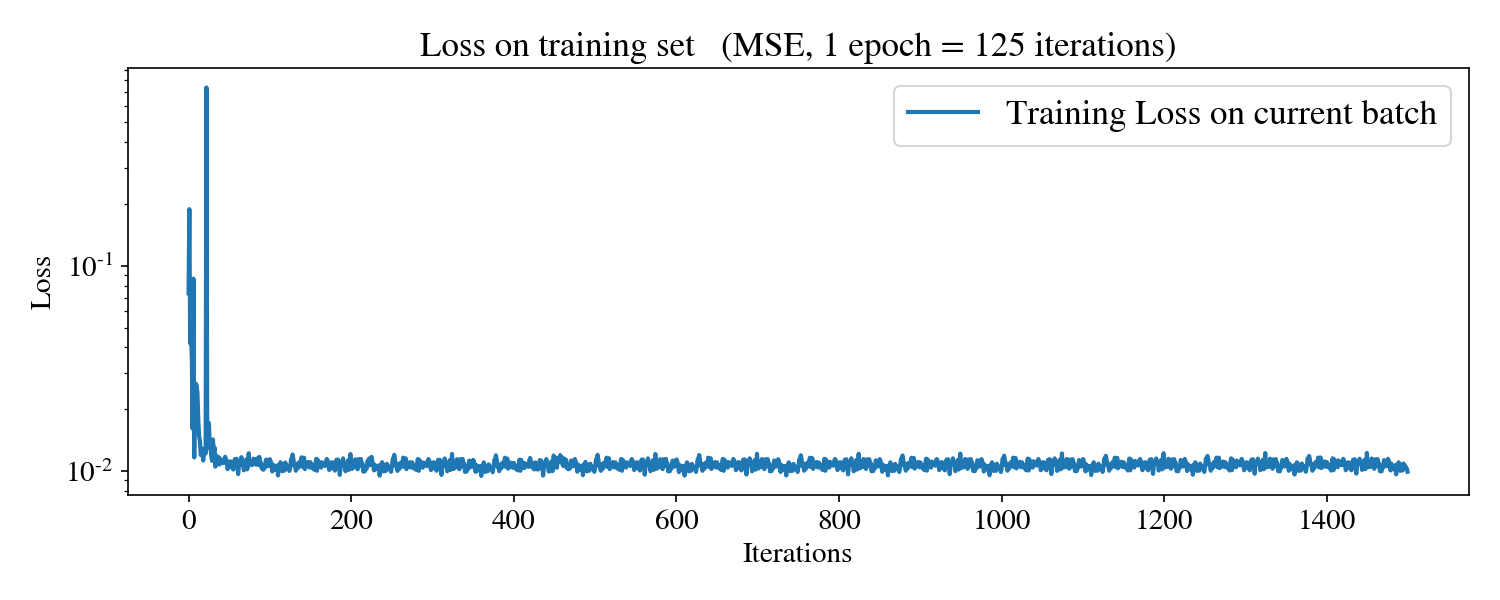 Loss on training set (MSE, 1 epoch = 125 iterations)
Training Loss on current batch
Loss
10-1
10-2
0 200 400 600 800 1000 1200 1400
Iterations